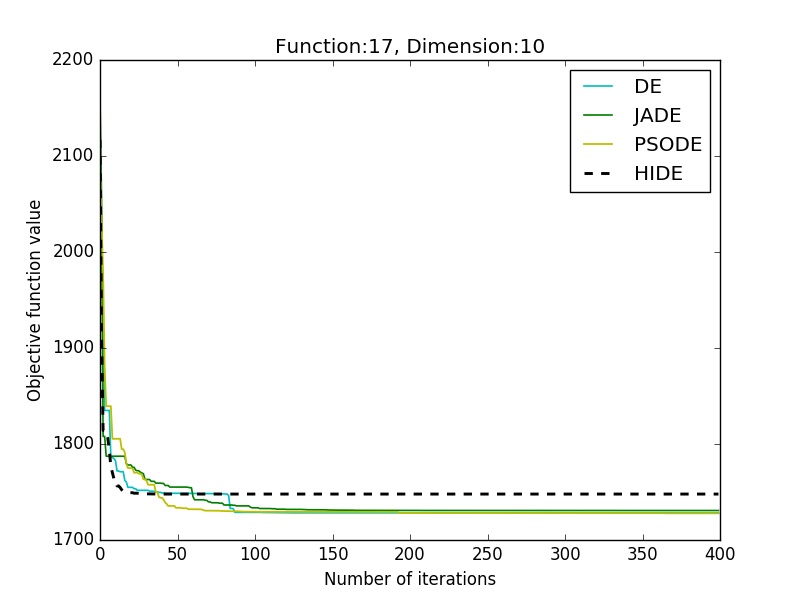 Function:17, Dimension:10
2200
2100
2000
1900
1800
1700
Objective function value
DE
JADE
PSODE
HIDE
0 50 100 150 200 250 300 350 400
Number of iterations